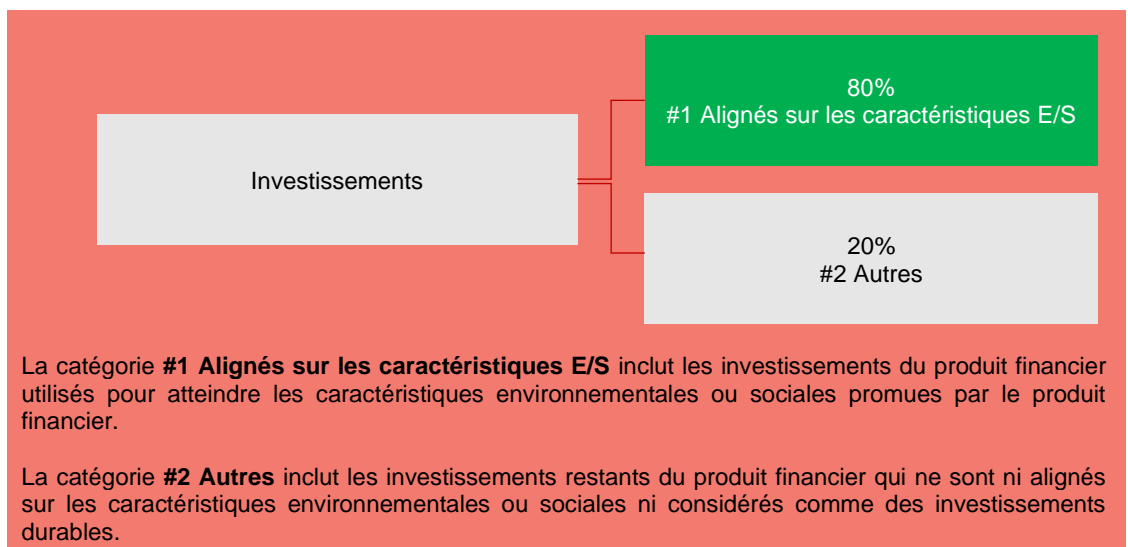 80%
#1 Alignés sur les caractéristiques E/S
Investissements
20%
#2 Autres
La catégorie #1 Alignés sur les caractéristiques E/S inclut les investissements du produit financier
utilisés pour atteindre les caractéristiques environnementales ou sociales promues par le produit
financier.
La catégorie #2 Autres inclut les investissements restants du produit financier qui ne sont ni alignés
sur les caractéristiques environnementales ou sociales ni considérés comme des investissements
durables.